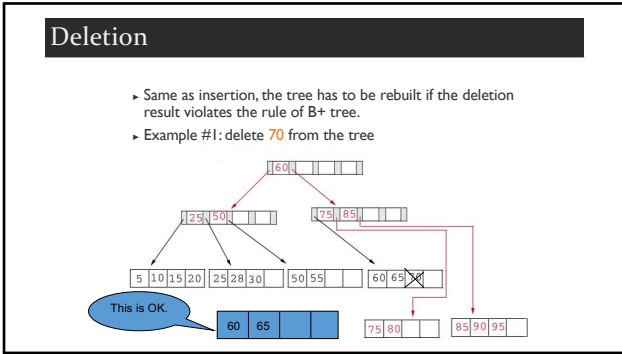 Deletion
► Same as insertion, the tree has to be rebuilt if the deletion
result violates the rule of B+ tree.
► Example #1: delete 70 from the tree
60
25 50
75 85
5 10 15 20
25 28 30
50 55
60 65 70
This is OK.
60 65
75 80
85 90 95